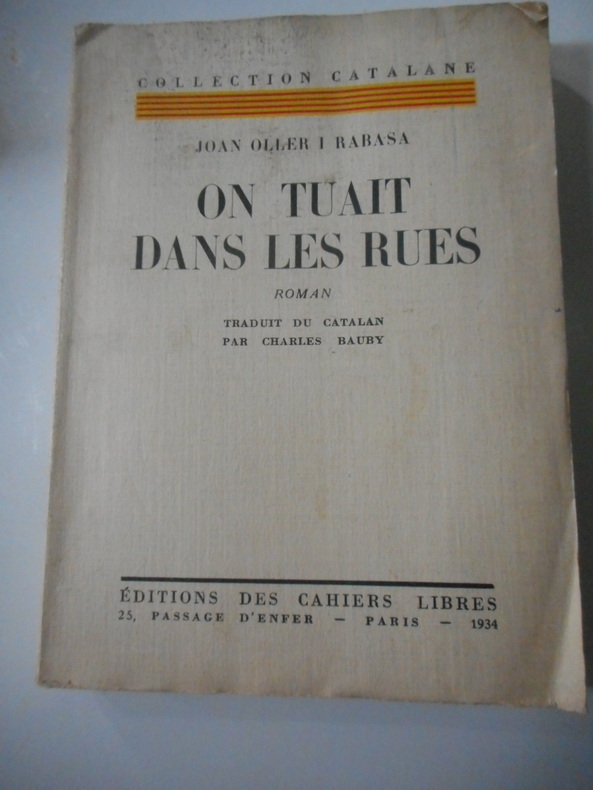 COLLECTION CATALANE
JOAN OLLER I RABASA
ON TUAIT
DANS LES RUES
ROMAN
TRADUIT DU CATALAN
PAR CHARLES BAUBY
ÉDITIONS DES CAHIERS LIBRES
25, PASSAGE D'ENFER — PARIS — 1934